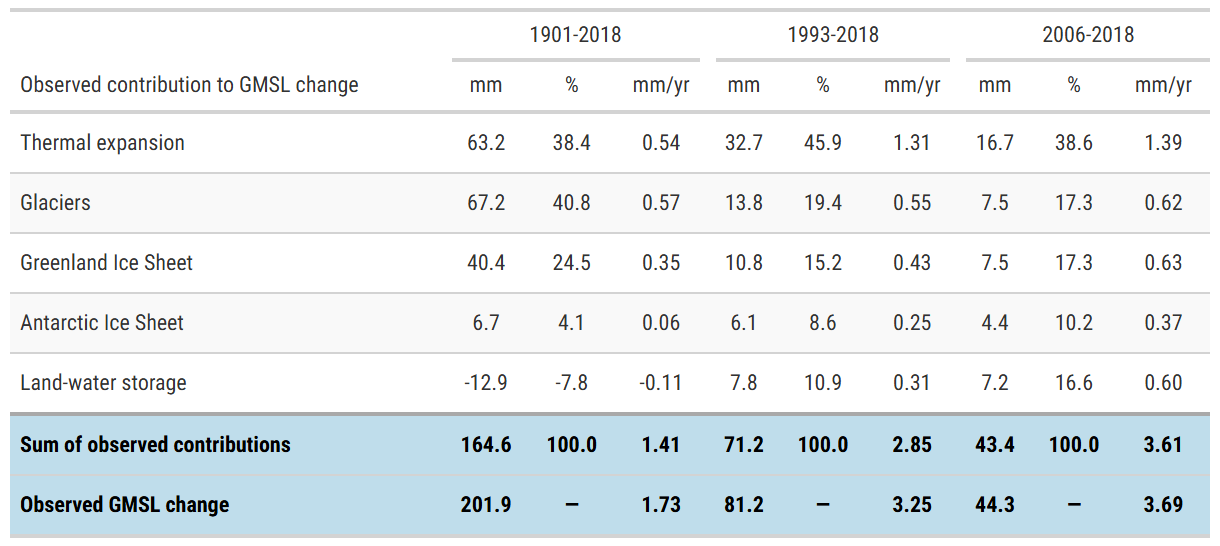 1901-2018 1993-2018 2006-2018
Observed contribution to GMSL change mm % mm/yr mm % mm/yr mm % mm/yr
Thermal expansion 63.2 38.4 0.54 32.7 45.9 1.31 16.7 38.6 1.39
Glaciers 67.2 40.8 0.57 13.8 19.4 0.55 7.5 17.3 0.62
Greenland Ice Sheet 40.4 24.5 0.35 10.8 15.2 0.43 7.5 17.3 0.63
Antarctic Ice Sheet 6.7 4.1 0.06 6.1 8.6 0.25 4.4 10.2 0.37
Land-water storage -12.9 -7.8 -0.11 7.8 10.9 0.31 7.2 16.6 0.60
Sum of observed contributions 164.6 100.0 1.41 71.2 100.0 2.85 43.4 100.0 3.61
Observed GMSL change 201.9 — 1.73 81.2 — 3.25 44.3 — 3.69